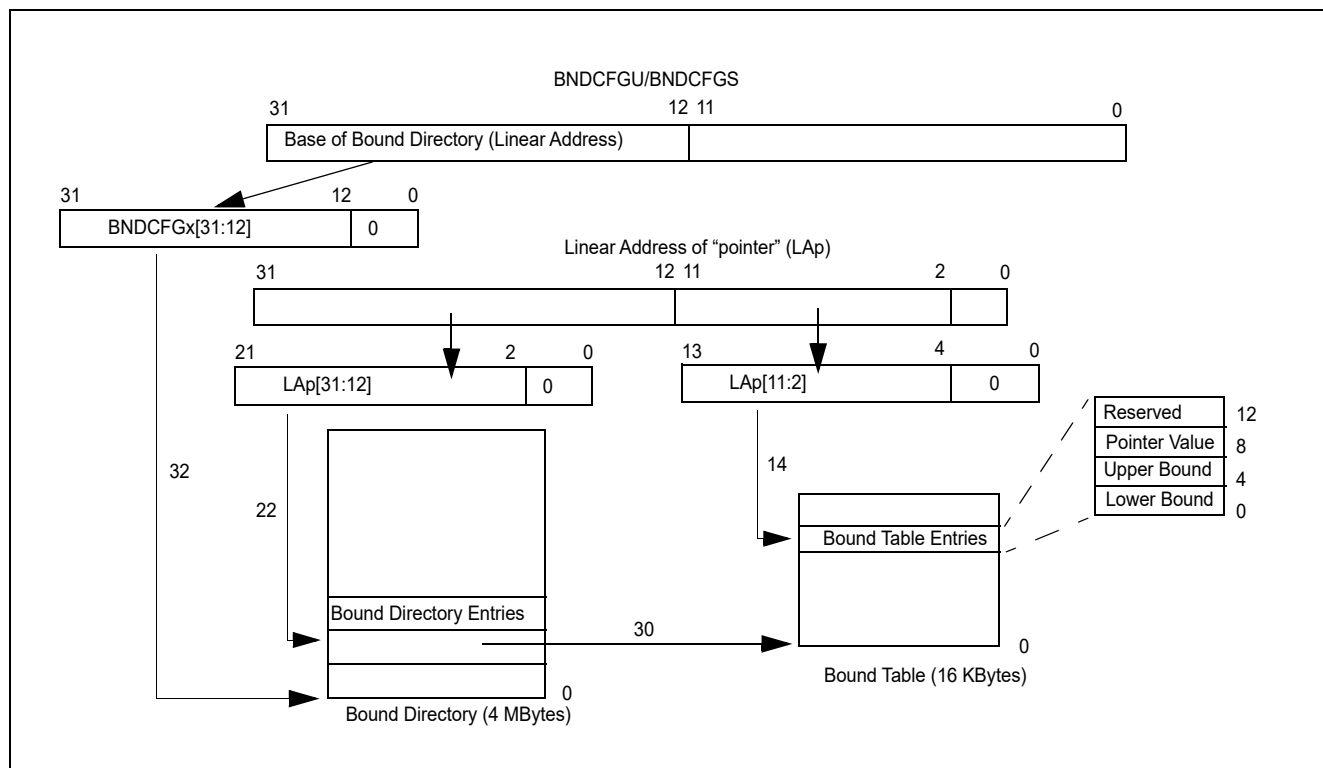 BNDCFGU/BNDCFGS
31 12 11 0
Base of Bound Directory (Linear Address)
31 12 0
BNDCFGx[31:12] 0
Linear Address of “pointer” (LAp)
31 12 11 2 0
21 2 0
13 4 0
LAp[31:12] 0
LAp[11:2] 0
Reserved 12
Pointer Value 8
Upper Bound 4
Lower Bound 0
32
22
14
Bound Table Entries
Bound Directory Entries
30
0
Bound Table (16 KBytes)
0
Bound Directory (4 MBytes)